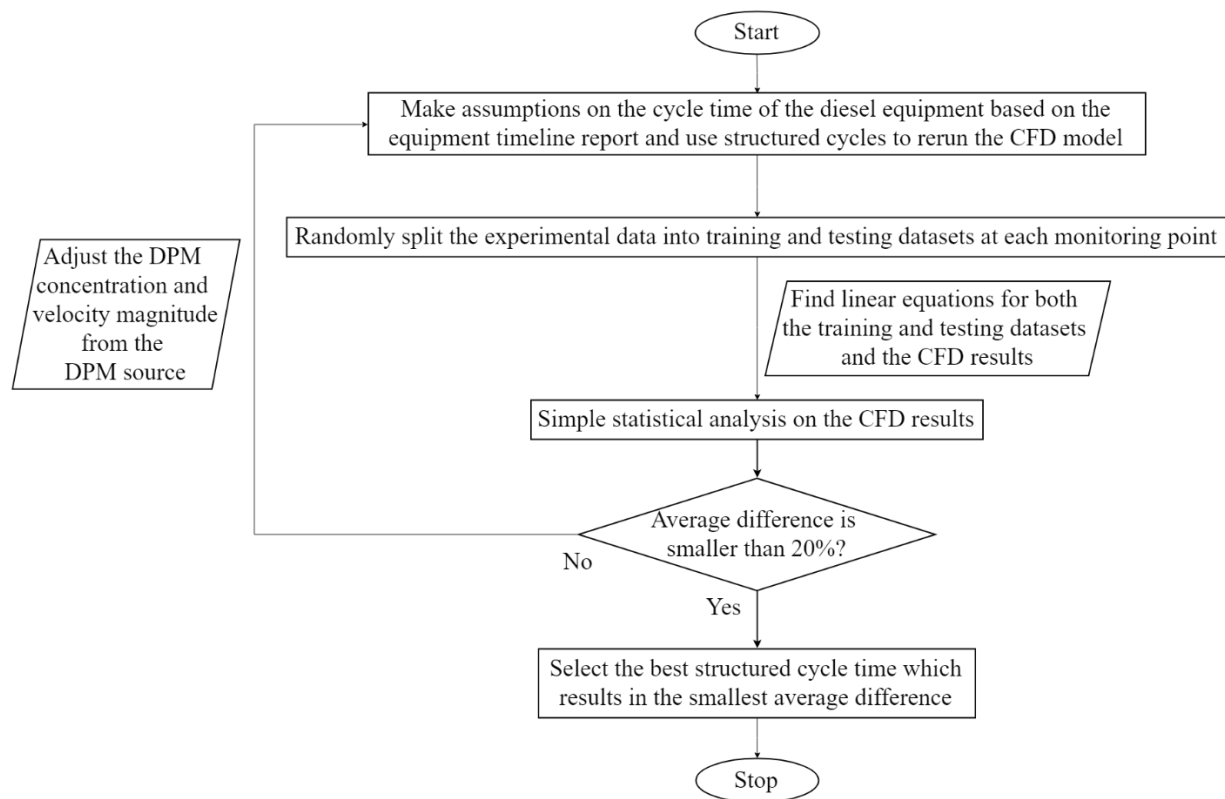 Start
Make assumptions on the cycle time of the diesel equipment based on the
equipment timeline report and use structured cycles to rerun the CFD model
Randomly split the experimental data into training and testing datasets at each monitoring point
Adjust the DPM
concentration and
velocity magnitude
from the
DPM source
Find linear equations for both
the training and testing datasets
and the CFD results
Simple statistical analysis on the CFD results
Average difference is
smaller than 20%?
No
Yes
Select the best structured cycle time which
results in the smallest average difference
Stop